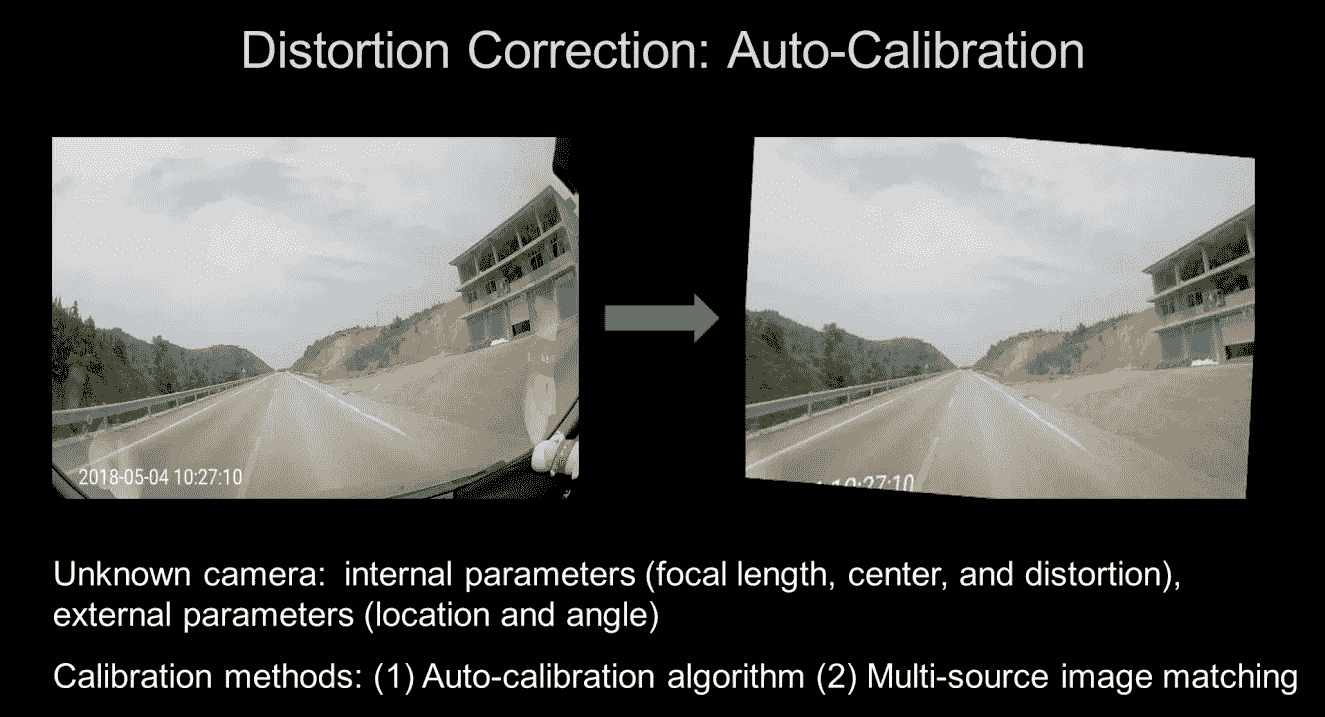 Distortion Correction: Auto-Calibration
2018-05-04 10:27:10
10:27:10
Unknown camera: internal parameters (focal length, center, and distortion),
external parameters (location and angle)
Calibration methods: (1) Auto-calibration algorithm (2) Multi-source image matching